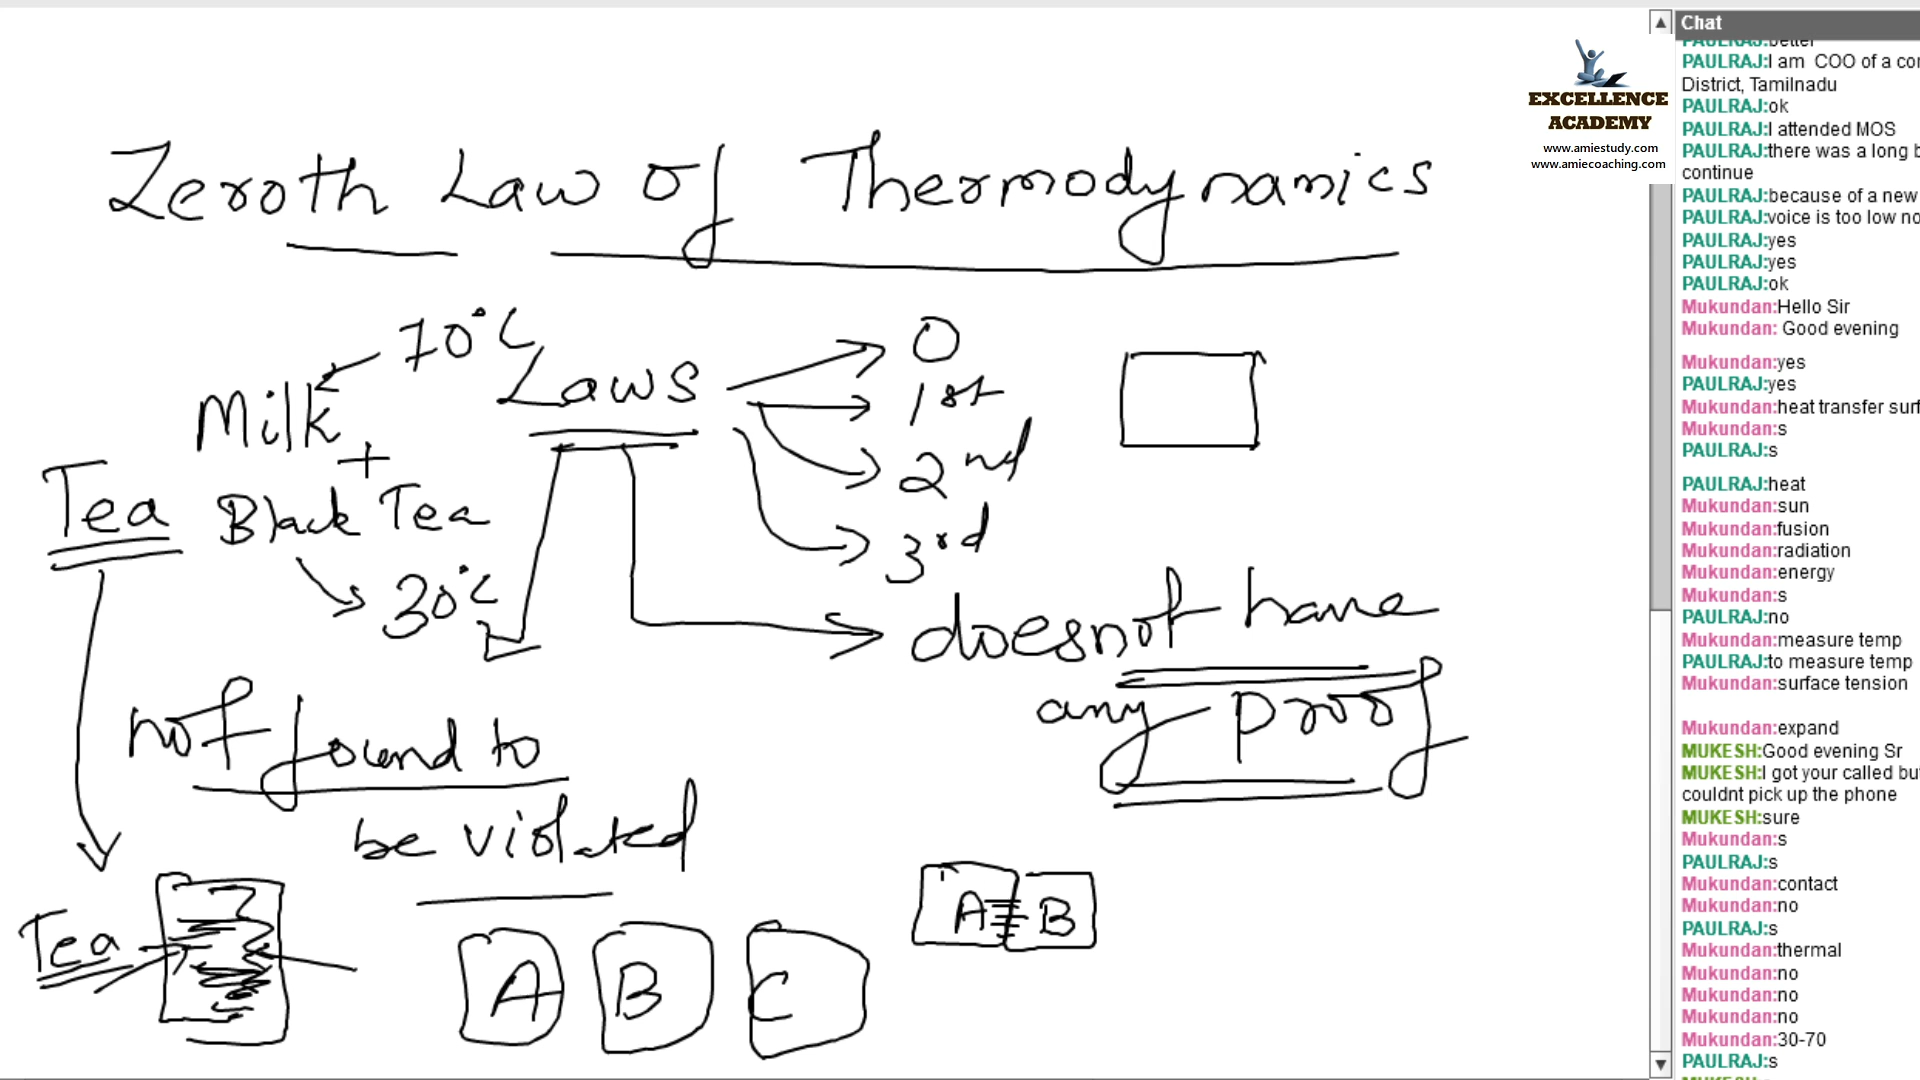 Zeroth Law of Thermodynamics
70°C
Milk
+
Black Tea
30°C
Tea
Laws
0
1st
2nd
3rd
doesnot have
any proof
not found to
be violated
Tea
A B C
A B
EXCELLENCE
ACADEMY
www.amiestudy.com
www.amiecoaching.com
Chat
PAULRAJ:better
PAULRAJ:I am COO of a
District, Tamilnadu
PAULRAJ:ok
PAULRAJ:I attended MOS
PAULRAJ:there was a long
continue
PAULRAJ:because of a new
PAULRAJ:voice is too low
PAULRAJ:yes
PAULRAJ:yes
PAULRAJ:ok
Mukundan:Hello Sir
Mukundan: Good evening
Mukundan:yes
PAULRAJ:yes
Mukundan:heat transfer
Mukundan:s
PAULRAJ:s
PAULRAJ:heat
Mukundan:sun
Mukundan:fusion
Mukundan:radiation
Mukundan:energy
Mukundan:s
PAULRAJ:no
Mukundan:measure temp
PAULRAJ:to measure temp
Mukundan:surface tension
Mukundan:expand
MUKESH:Good evening Sr
MUKESH:I got your called
couldnt pick up the phone
MUKESH:sure
Mukundan:s
PAULRAJ:s
Mukundan:contact
Mukundan:no
PAULRAJ:s
Mukundan:thermal
Mukundan:no
Mukundan:no
Mukundan:no
Mukundan:30-70
PAULRAJ:s